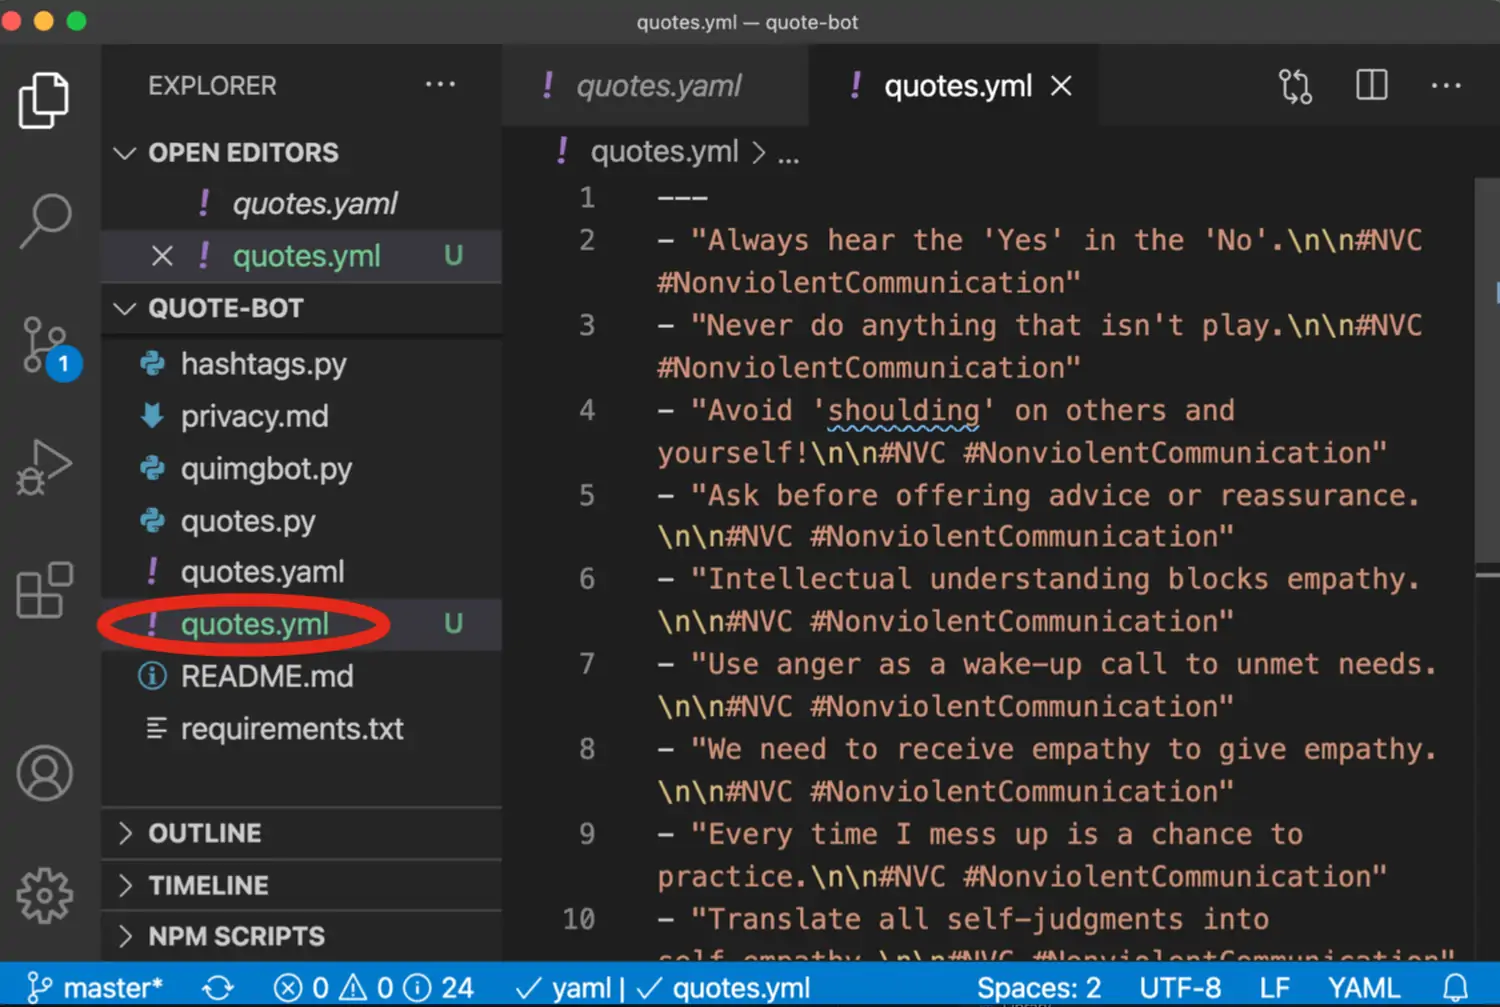 quotes.yml — quote-bot
EXPLORER
OPEN EDITORS
quotes.yaml
quotes.yml U
QUOTE-BOT
hashtags.py
privacy.md
quimgbot.py
quotes.py
quotes.yaml
quotes.yml U
README.md
requirements.txt
OUTLINE
TIMELINE
NPM SCRIPTS
1
! quotes.yaml
! quotes.yml
! quotes.yml > ...
1 ---
2 - "Always hear the 'Yes' in the 'No'.\n\n#NVC
#NonviolentCommunication"
3 - "Never do anything that isn't play.\n\n#NVC
#NonviolentCommunication"
4 - "Avoid 'shoulding' on others and
yourself!\n\n#NVC #NonviolentCommunication"
5 - "Ask before offering advice or reassurance.
\n\n#NVC #NonviolentCommunication"
6 - "Intellectual understanding blocks empathy.
\n\n#NVC #NonviolentCommunication"
7 - "Use anger as a wake-up call to unmet needs.
\n\n#NVC #NonviolentCommunication"
8 - "We need to receive empathy to give empathy.
\n\n#NVC #NonviolentCommunication"
9 - "Every time I mess up is a chance to
practice.\n\n#NVC #NonviolentCommunication"
10 - "Translate all self-judgments into
self-empathy.\n\n#NVC #NonviolentCommunication"
master* 0 0 24 yaml | quotes.yml Spaces: 2 UTF-8 LF YAML